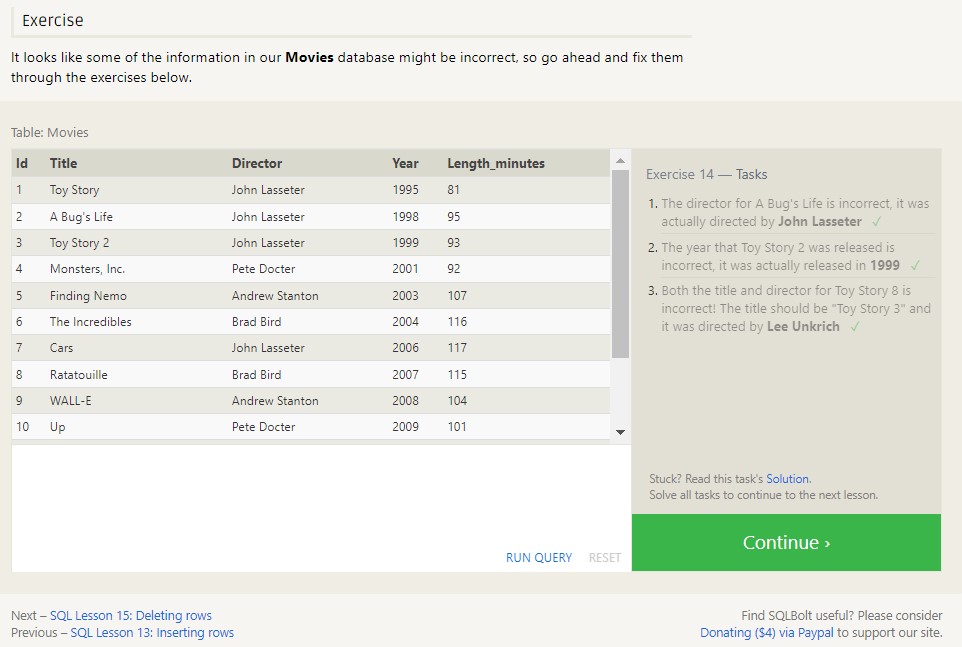 Exercise
It looks like some of the information in our Movies database might be incorrect, so go ahead and fix them
through the exercises below.
Table: Movies
Id Title Director Year Length_minutes
1 Toy Story John Lasseter 1995 81
2 A Bug's Life John Lasseter 1998 95
3 Toy Story 2 John Lasseter 1999 93
4 Monsters, Inc. Pete Docter 2001 92
5 Finding Nemo Andrew Stanton 2003 107
6 The Incredibles Brad Bird 2004 116
7 Cars John Lasseter 2006 117
8 Ratatouille Brad Bird 2007 115
9 WALL-E Andrew Stanton 2008 104
10 Up Pete Docter 2009 101
RUN QUERY RESET
Exercise 14 — Tasks
1. The director for A Bug's Life is incorrect, it was
actually directed by John Lasseter ✓
2. The year that Toy Story 2 was released is
incorrect, it was actually released in 1999 ✓
3. Both the title and director for Toy Story 8 is
incorrect! The title should be "Toy Story 3" and
it was directed by Lee Unkrich ✓
Stuck? Read this task's Solution.
Solve all tasks to continue to the next lesson.
Continue ›
Next – SQL Lesson 15: Deleting rows
Previous – SQL Lesson 13: Inserting rows
Find SQLBolt useful? Please consider
Donating ($4) via Paypal to support our site.